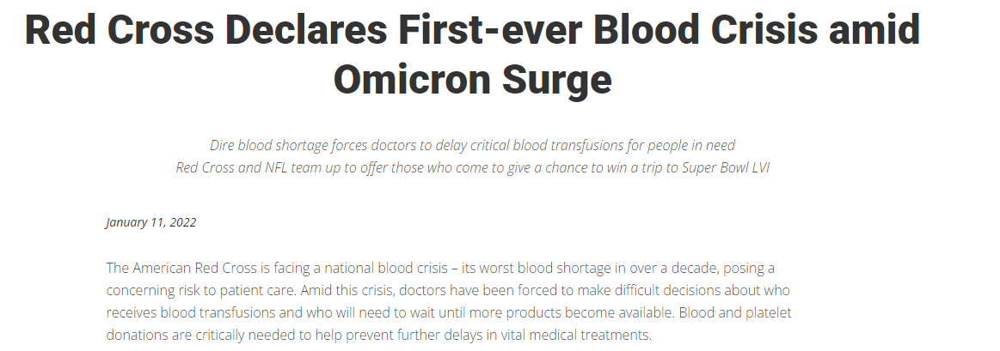 Red Cross Declares First-ever Blood Crisis amid
Omicron Surge
Dire blood shortage forces doctors to delay critical blood transfusions for people in need
Red Cross and NFL team up to offer those who come to give a chance to win a trip to Super Bowl LVI
January 11, 2022
The American Red Cross is facing a national blood crisis – its worst blood shortage in over a decade, posing a
concerning risk to patient care. Amid this crisis, doctors have been forced to make difficult decisions about who
receives blood transfusions and who will need to wait until more products become available. Blood and platelet
donations are critically needed to help prevent further delays in vital medical treatments.